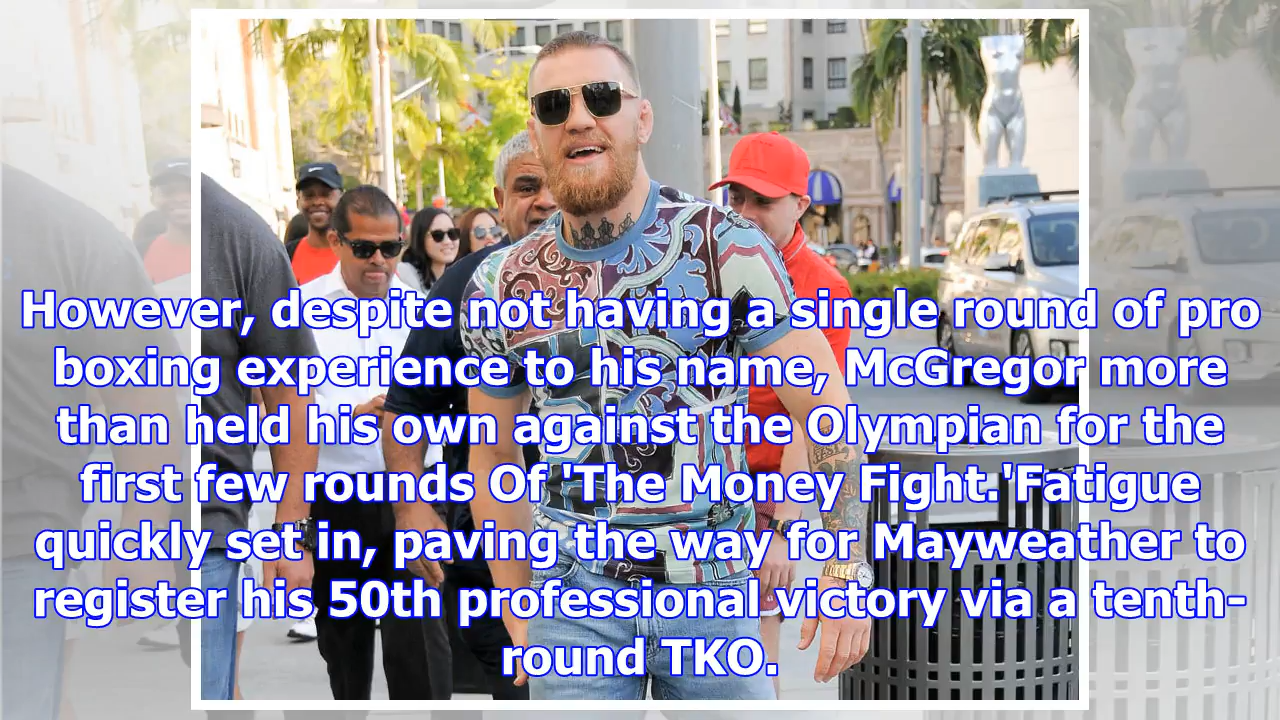 However, despite not having a single round of pro
boxing experience to his name, McGregor more
than held his own against the Olympian for the
first few rounds Of 'The Money Fight.'Fatigue
quickly set in, paving the way for Mayweather to
register his 50th professional victory via a tenth-
round TKO.